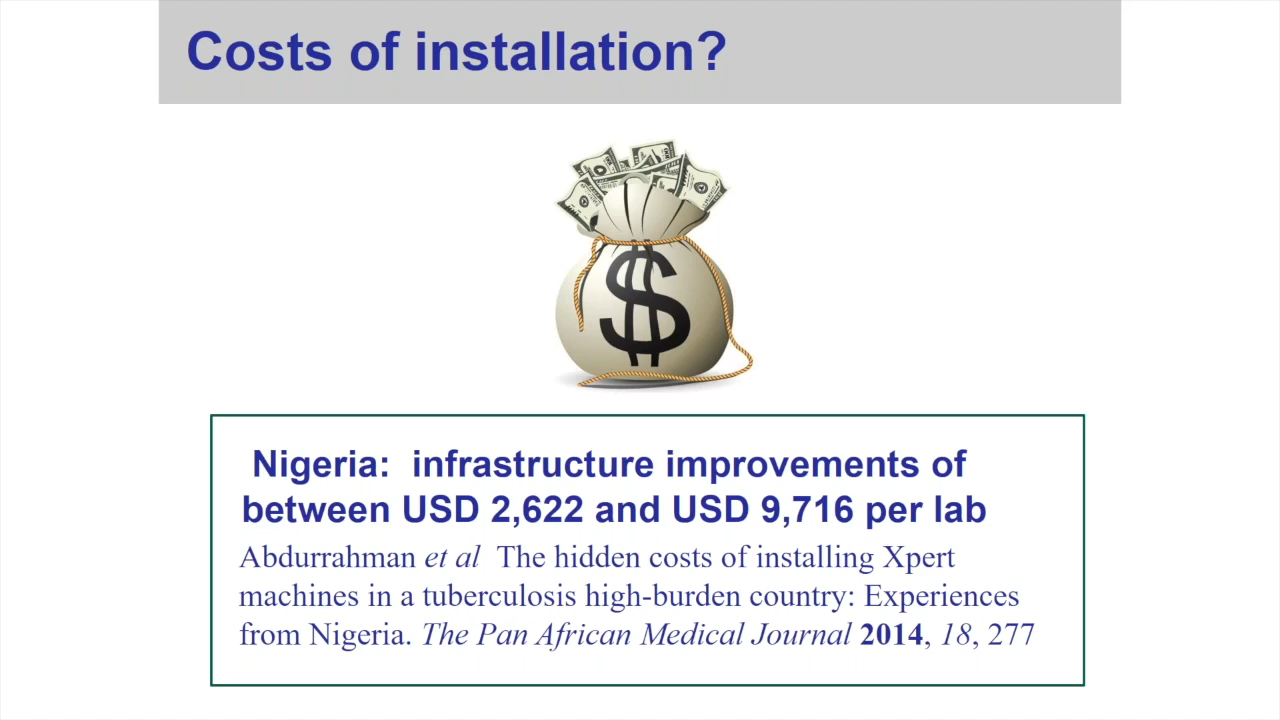 Costs of installation?
$
Nigeria: infrastructure improvements of
between USD 2,622 and USD 9,716 per lab
Abdurrahman et al The hidden costs of installing Xpert
machines in a tuberculosis high-burden country: Experiences
from Nigeria. The Pan African Medical Journal 2014, 18, 277